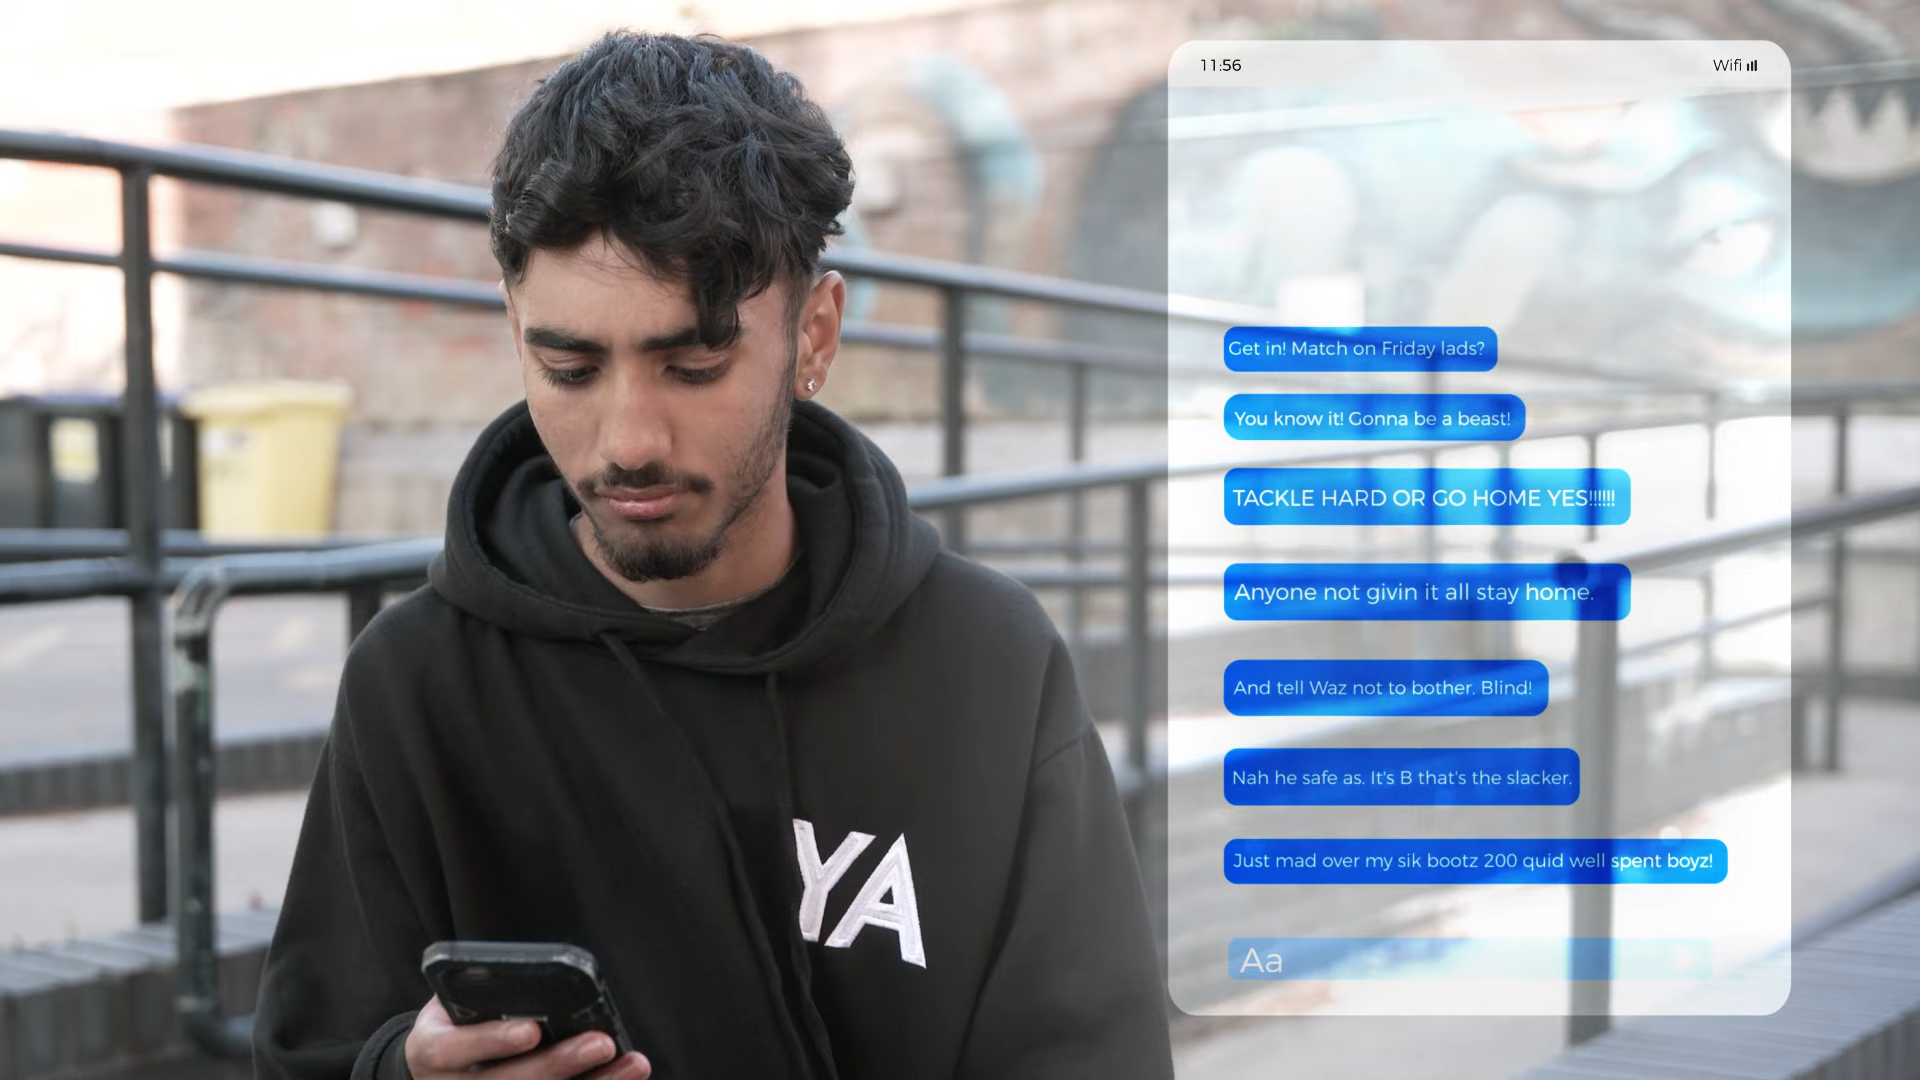 11:56
Wifi
Get in! Match on Friday lads?
You know it! Gonna be a beast!
TACKLE HARD OR GO HOME YES!!!!!!
Anyone not givin it all stay home.
And tell Waz not to bother. Blind!
Nah he safe as. It's B that's the slacker.
Just mad over my sik bootz 200 quid well spent boyz!
Aa
YA